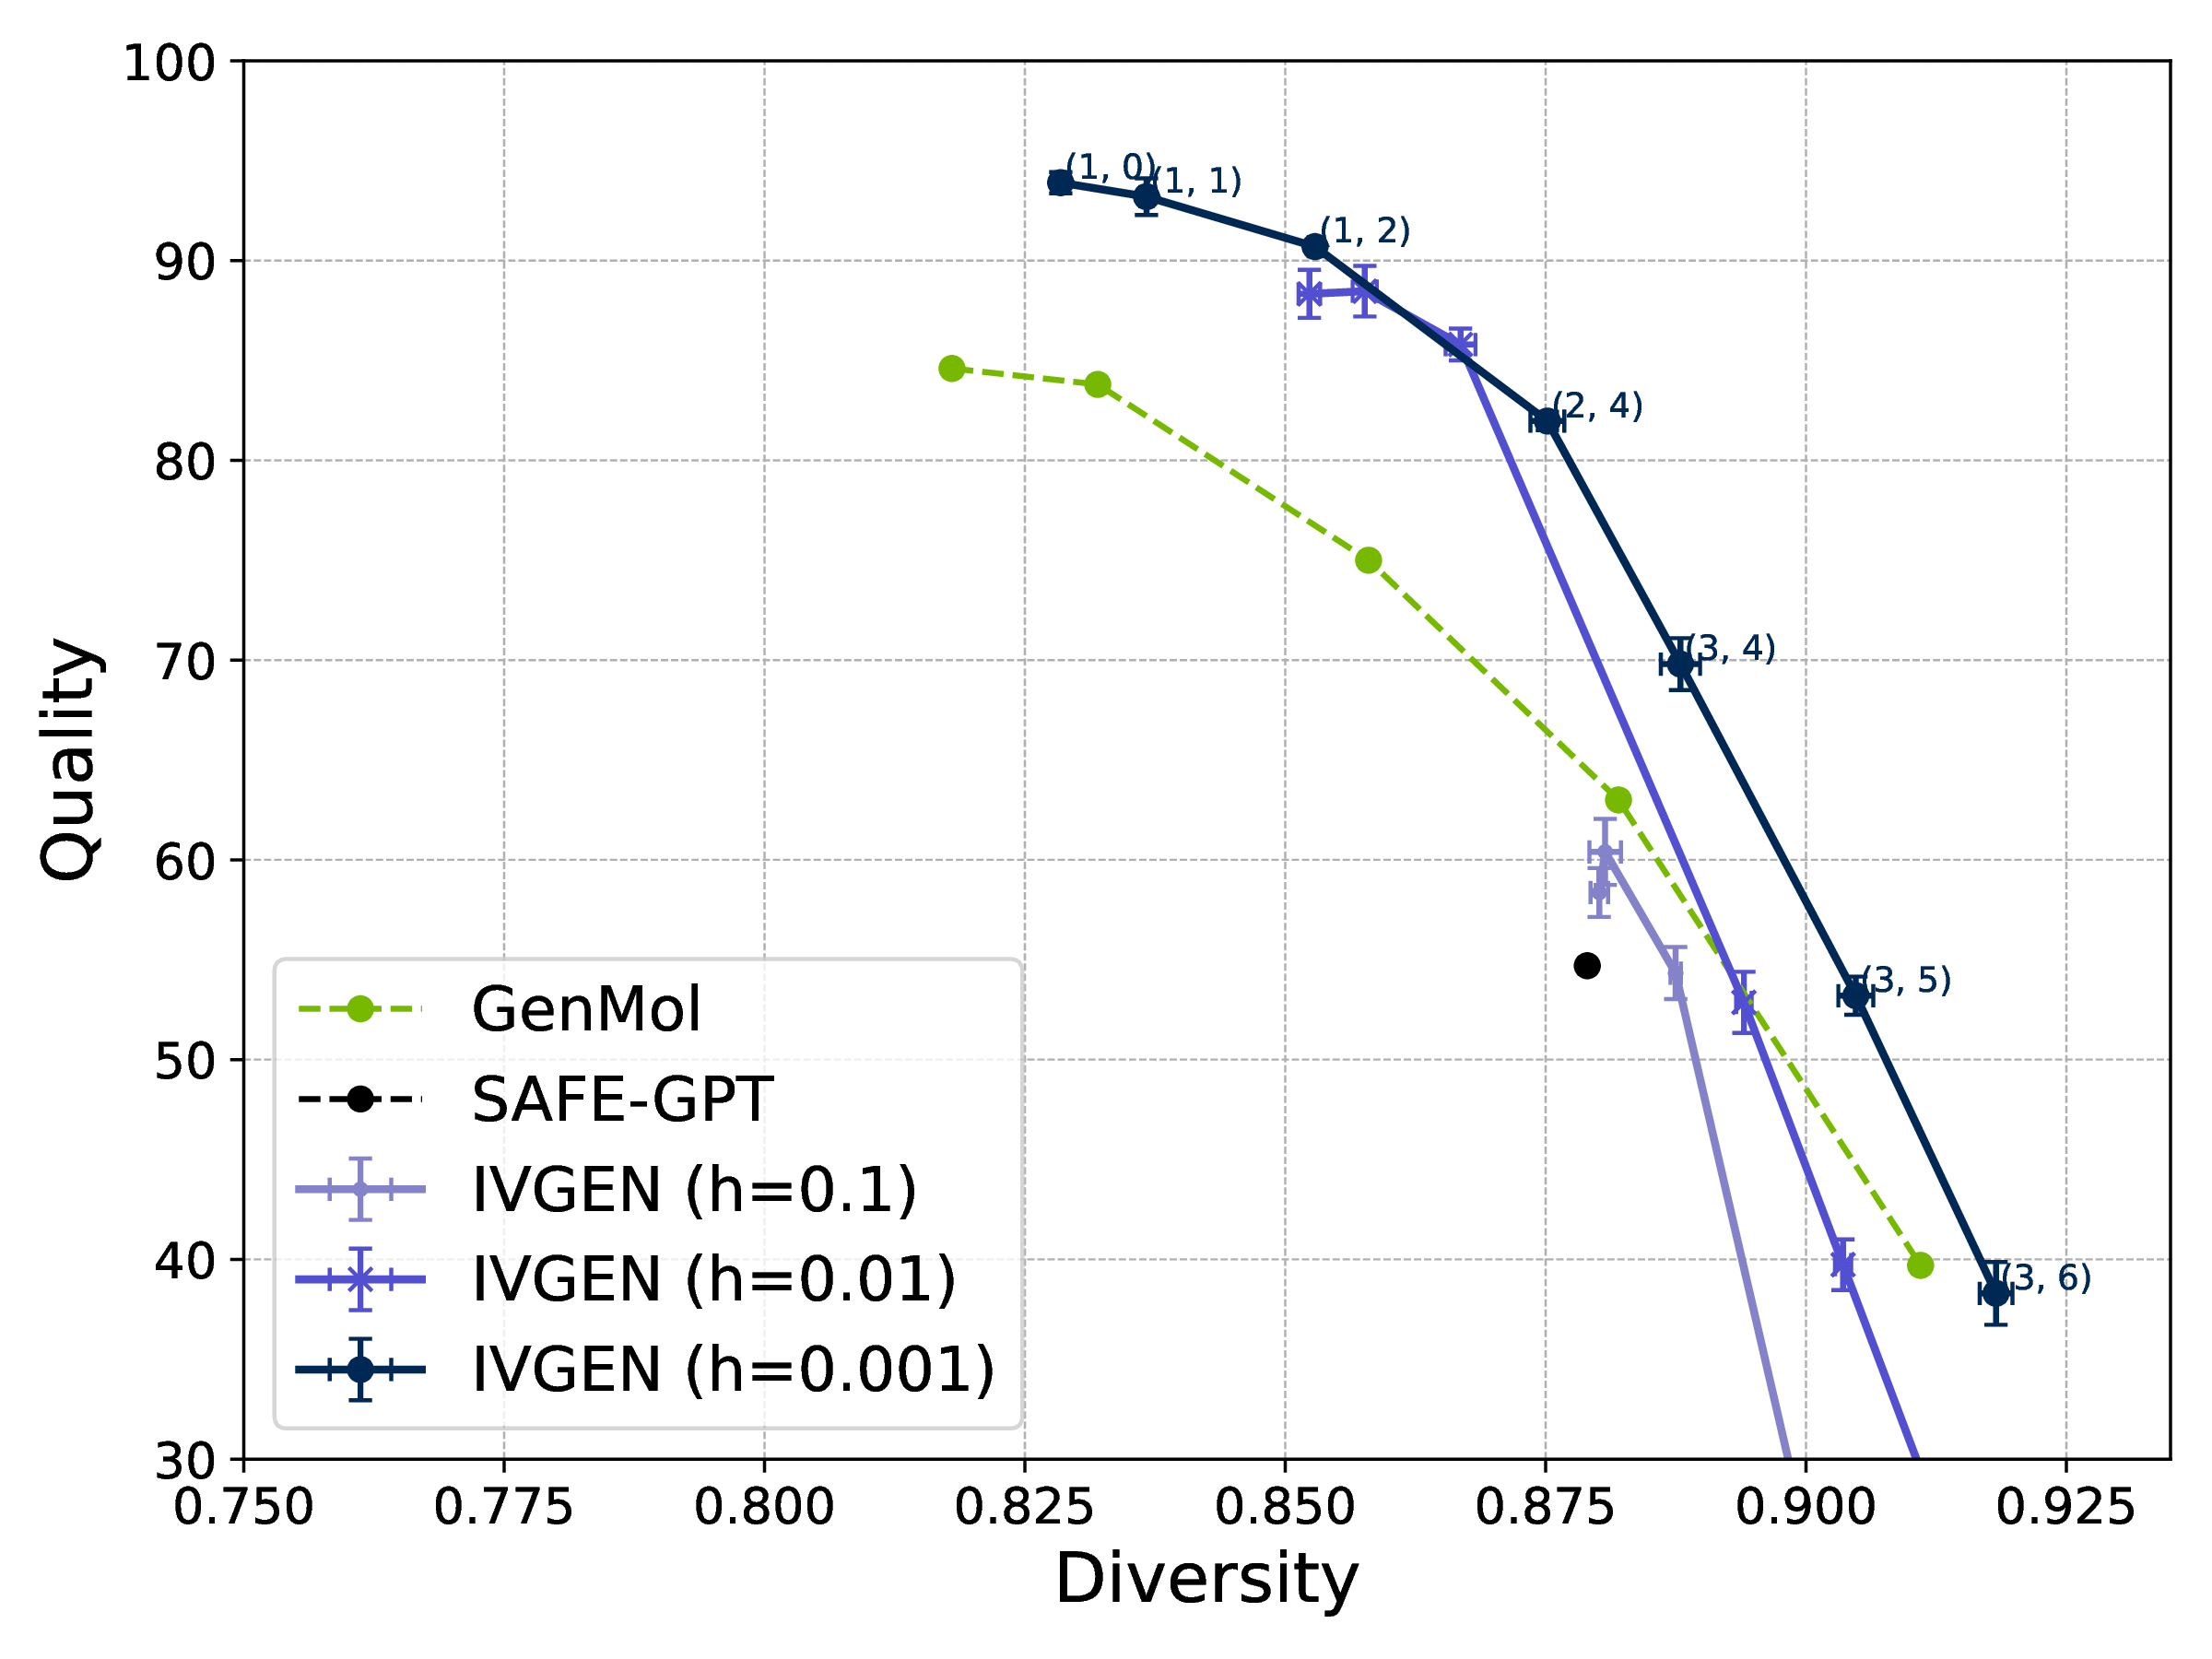 100
90
80
70
60
50
40
30
Quality
(1, 0)
(1, 1)
(1, 2)
(2, 4)
(3, 4)
(3, 5)
(3, 6)
GenMol
SAFE-GPT
IVGEN (h=0.1)
IVGEN (h=0.01)
IVGEN (h=0.001)
0.750 0.775 0.800 0.825 0.850 0.875 0.900 0.925
Diversity